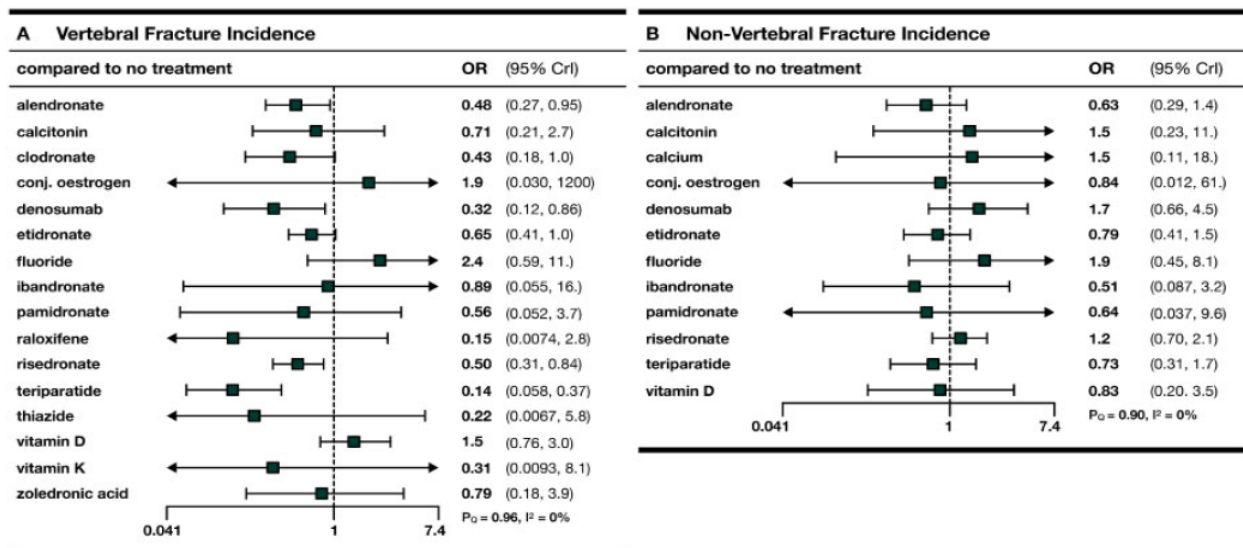 A Vertebral Fracture Incidence
compared to no treatment OR (95% CrI)
alendronate 0.48 (0.27, 0.95)
calcitonin 0.71 (0.21, 2.7)
clodronate 0.43 (0.18, 1.0)
conj. oestrogen 1.9 (0.030, 1200)
denosumab 0.32 (0.12, 0.86)
etidronate 0.65 (0.41, 1.0)
fluoride 2.4 (0.59, 11.)
ibandronate 0.89 (0.055, 16.)
pamidronate 0.56 (0.052, 3.7)
raloxifene 0.15 (0.0074, 2.8)
risedronate 0.50 (0.31, 0.84)
teriparatide 0.14 (0.058, 0.37)
thiazide 0.22 (0.0067, 5.8)
vitamin D 1.5 (0.76, 3.0)
vitamin K 0.31 (0.0093, 8.1)
zoledronic acid 0.79 (0.18, 3.9)
P_Q = 0.96, I² = 0%
0.041 1 7.4
B Non-Vertebral Fracture Incidence
compared to no treatment OR (95% CrI)
alendronate 0.63 (0.29, 1.4)
calcitonin 1.5 (0.23, 11.)
calcium 1.5 (0.11, 18.)
conj. oestrogen 0.84 (0.012, 61.)
denosumab 1.7 (0.66, 4.5)
etidronate 0.79 (0.41, 1.5)
fluoride 1.9 (0.45, 8.1)
ibandronate 0.51 (0.087, 3.2)
pamidronate 0.64 (0.037, 9.6)
risedronate 1.2 (0.70, 2.1)
teriparatide 0.73 (0.31, 1.7)
vitamin D 0.83 (0.20. 3.5)
P_Q = 0.90, I² = 0%
0.041 1 7.4